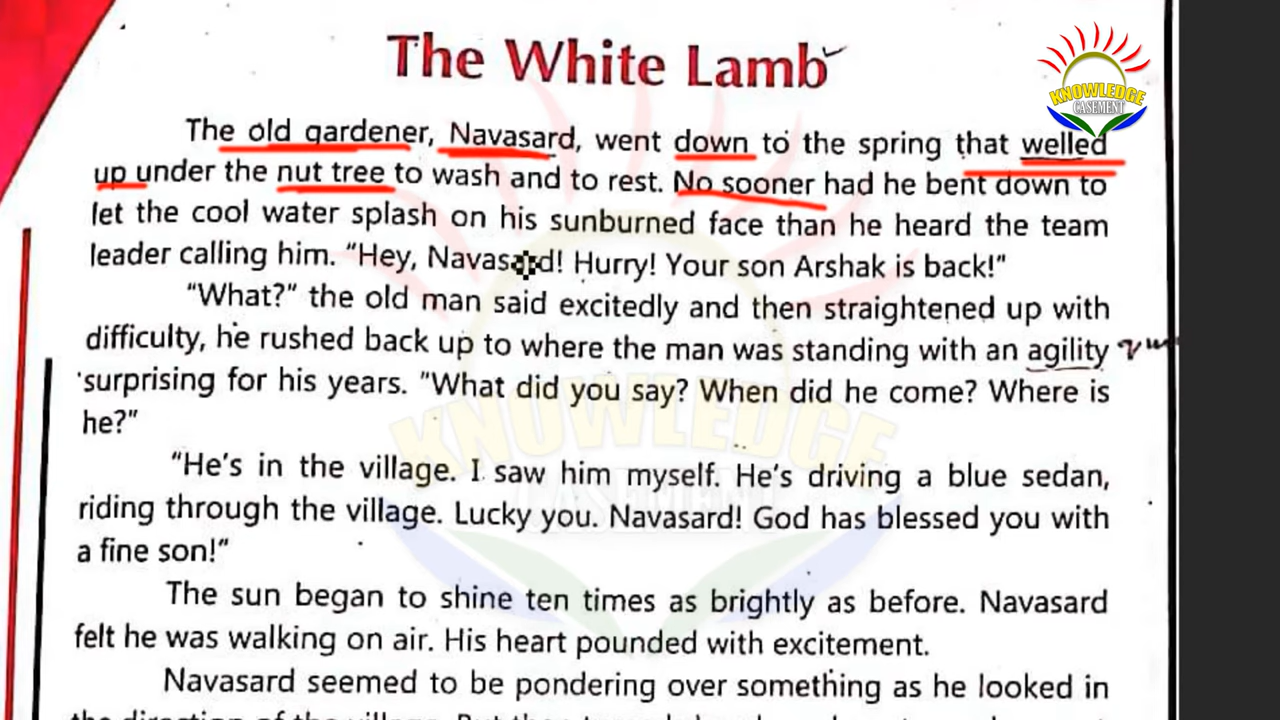 The White Lamb
KNOWLEDGE
CASEMENT
The old gardener, Navasard, went down to the spring that welled
up under the nut tree to wash and to rest. No sooner had he bent down to
let the cool water splash on his sunburned face than he heard the team
leader calling him. “Hey, Navasard! Hurry! Your son Arshak is back!”
“What?” the old man said excitedly and then straightened up with
difficulty, he rushed back up to where the man was standing with an agility
surprising for his years. “What did you say? When did he come? Where is
he?”
“He’s in the village. I saw him myself. He’s driving a blue sedan,
riding through the village. Lucky you. Navasard! God has blessed you with
a fine son!”
The sun began to shine ten times as brightly as before. Navasard
felt he was walking on air. His heart pounded with excitement.
Navasard seemed to be pondering over something as he looked in
KNOWLEDGE
CASEMENT